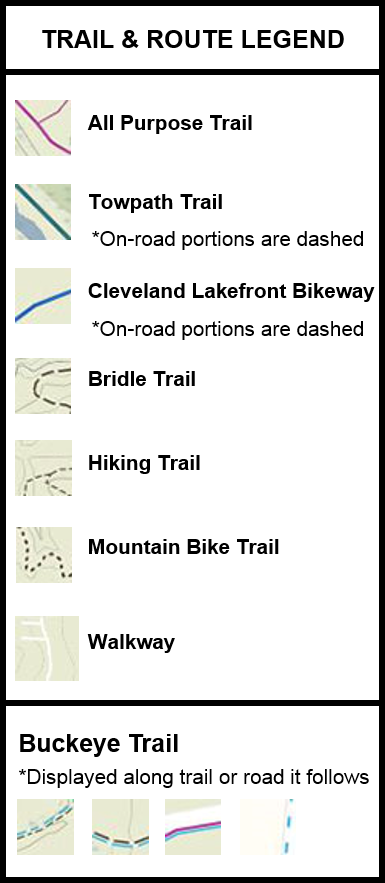 TRAIL & ROUTE LEGEND
All Purpose Trail
Towpath Trail
*On-road portions are dashed
Cleveland Lakefront Bikeway
*On-road portions are dashed
Bridle Trail
Hiking Trail
Mountain Bike Trail
Walkway
Buckeye Trail
*Displayed along trail or road it follows